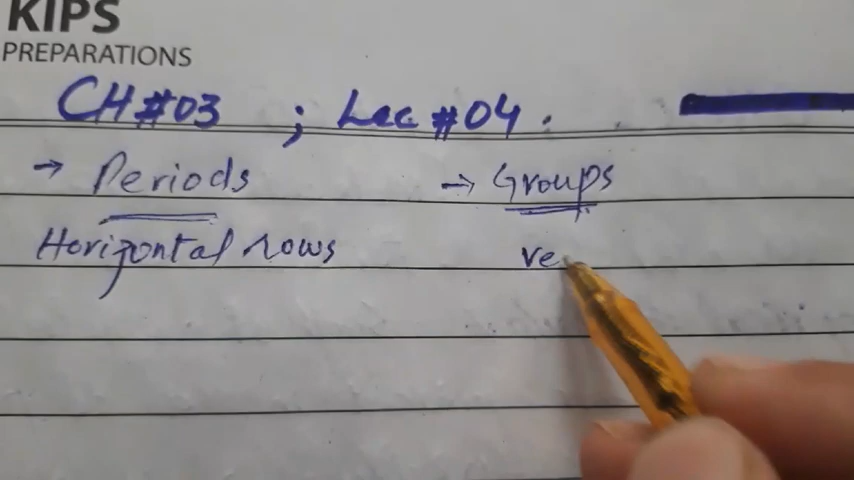 KIPS
PREPARATIONS
CH #03 ; Lec #04.
→ Periods → Groups
Horizontal rows ve